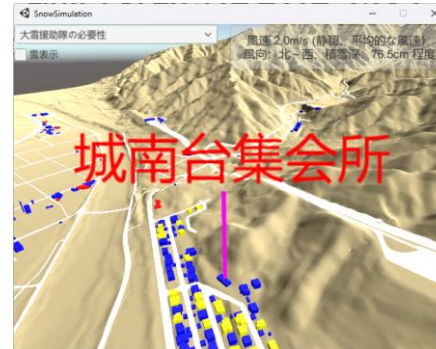 SnowSimulation
大雪援助隊の必要性
雪表示
風速 2.0m/s (静穏、平均的な風速)
風向：北～西、積雪深：76.5cm 程度
城南台集会所